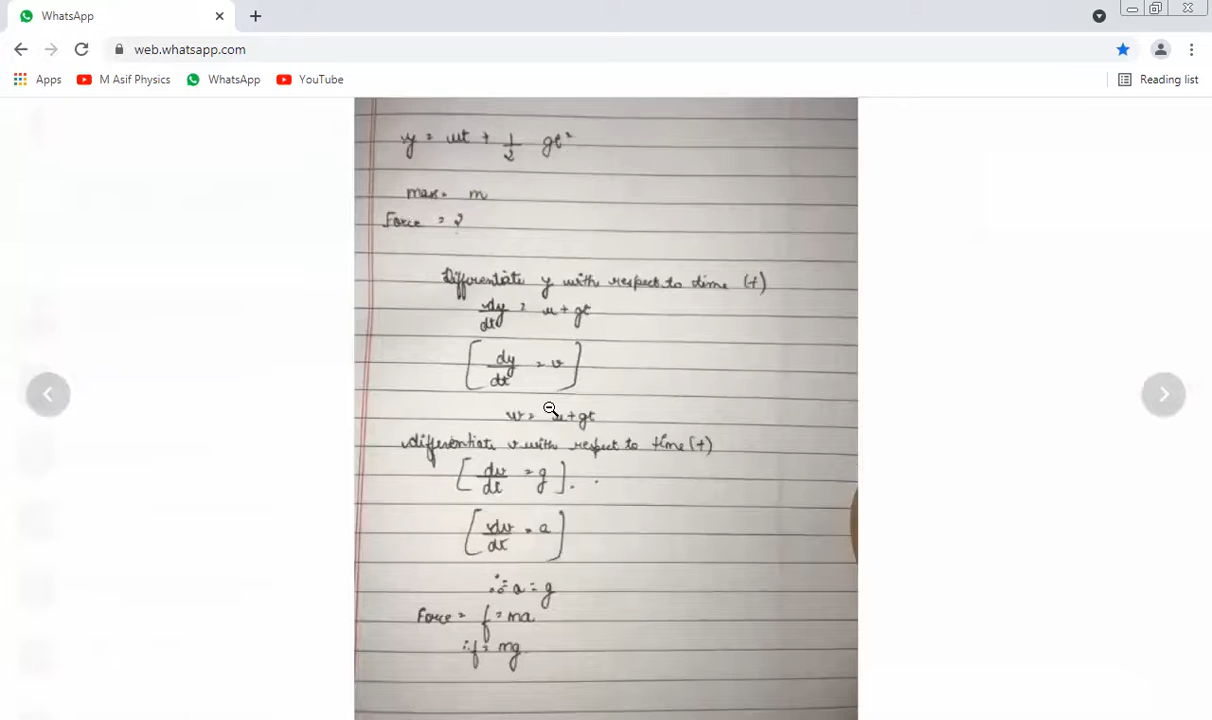 WhatsApp
web.whatsapp.com
Apps M Asif Physics WhatsApp YouTube Reading list
y = ut + 1/2 gt²
mass = m
Force = ?
Differentiate y with respect to time (t)
dy/dt = u + gt
[dy/dt = v]
v = u + gt
differentiate v with respect to time (t)
[dv/dt = g].
[dv/dt = a]
∴ a = g
Force = f = ma
∴ f = mg